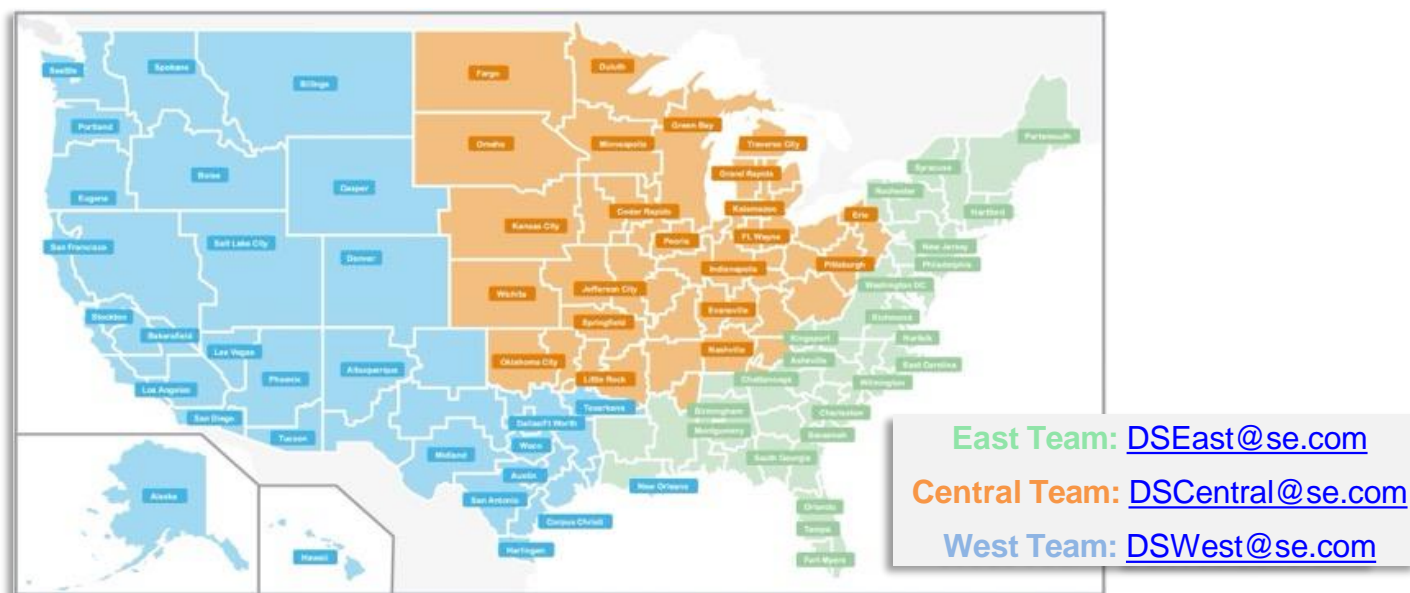 Seattle
Spokane
Billings
Fargo
Duluth
Portland
Omaha
Minneapolis
Green Bay
Traverse City
Portsmouth
Boise
Casper
Grand Rapids
Syracuse
Rochester
Eugene
Kansas City
Cedar Rapids
Kalamazoo
Erie
Hartford
San Francisco
Salt Lake City
Denver
Peoria
Ft. Wayne
New Jersey
Philadelphia
Indianapolis
Pittsburgh
Washington DC
Wichita
Jefferson City
Stockton
Evansville
Richmond
Bakersfield
Springfield
Kingsport
Norfolk
Las Vegas
Nashville
Asheville
East Carolina
Oklahoma City
Albuquerque
Phoenix
Little Rock
Chattanooga
Wilmington
Los Angeles
San Diego
Texarkana
Birmingham
Charleston
Dallas/Ft Worth
Montgomery
Savannah
Tucson
Waco
Midland
South Georgia
Austin
New Orleans
Alaska
San Antonio
Corpus Christi
Orlando
Tampa
Harlingen
Hawaii
Fort Myers
East Team: DSEast@se.com
Central Team: DSCentral@se.com
West Team: DSWest@se.com